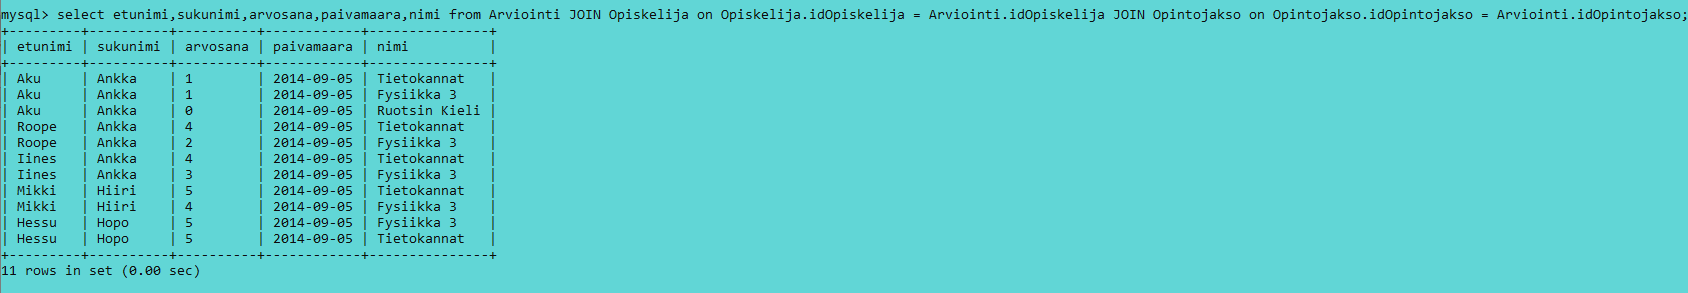 mysql> select etunimi,sukunimi,arvosana,paivamaara,nimi from Arviointi JOIN Opiskelija on Opiskelija.idOpiskelija = Arviointi.idOpiskelija JOIN Opintojakso on Opintojakso.idOpintojakso = Arviointi.idOpintojakso;
+---------+----------+----------+------------+---------------+
| etunimi | sukunimi | arvosana | paivamaara | nimi          |
+---------+----------+----------+------------+---------------+
| Aku     | Ankka    | 1        | 2014-09-05 | Tietokannat   |
| Aku     | Ankka    | 1        | 2014-09-05 | Fysiikka 3    |
| Aku     | Ankka    | 0        | 2014-09-05 | Ruotsin Kieli |
| Roope   | Ankka    | 4        | 2014-09-05 | Tietokannat   |
| Roope   | Ankka    | 2        | 2014-09-05 | Fysiikka 3    |
| Iines   | Ankka    | 4        | 2014-09-05 | Tietokannat   |
| Iines   | Ankka    | 3        | 2014-09-05 | Fysiikka 3    |
| Mikki   | Hiiri    | 5        | 2014-09-05 | Tietokannat   |
| Mikki   | Hiiri    | 4        | 2014-09-05 | Fysiikka 3    |
| Hessu   | Hopo     | 5        | 2014-09-05 | Fysiikka 3    |
| Hessu   | Hopo     | 5        | 2014-09-05 | Tietokannat   |
+---------+----------+----------+------------+---------------+
11 rows in set (0.00 sec)